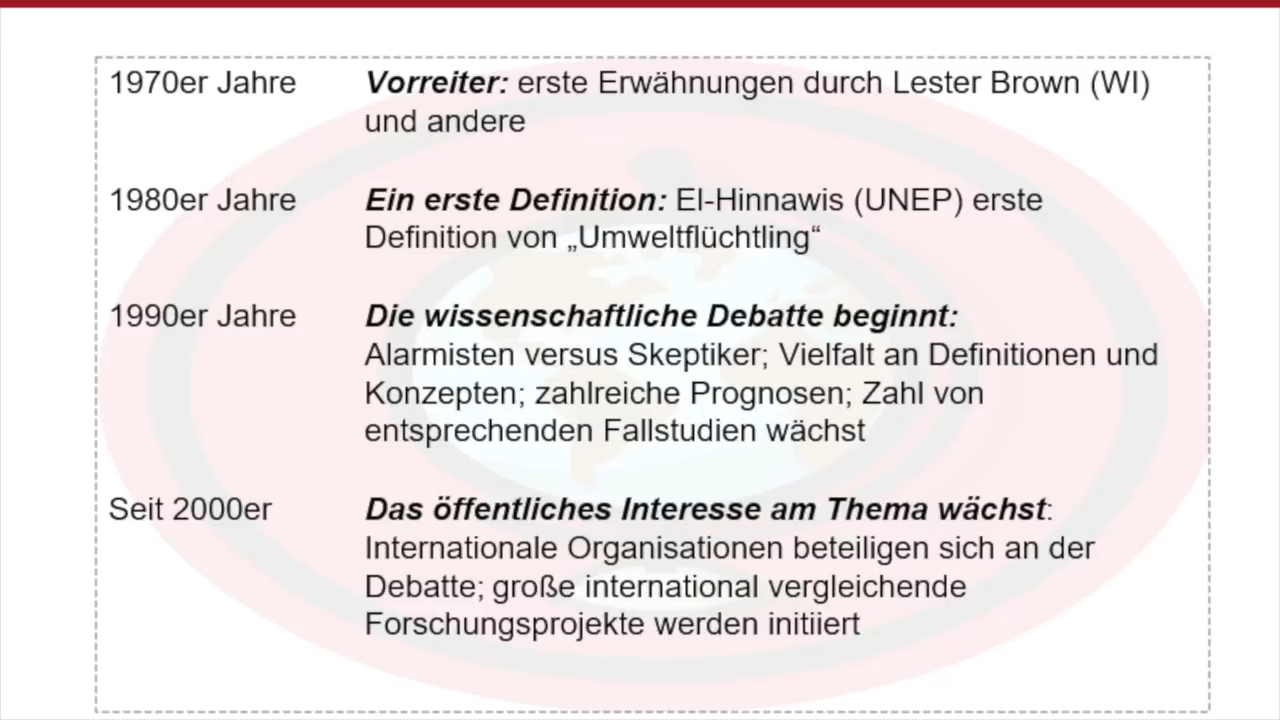 1970er Jahre Vorreiter: erste Erwähnungen durch Lester Brown (WI)
und andere
1980er Jahre Ein erste Definition: El-Hinnawis (UNEP) erste
Definition von „Umweltflüchtling“
1990er Jahre Die wissenschaftliche Debatte beginnt:
Alarmisten versus Skeptiker; Vielfalt an Definitionen und
Konzepten; zahlreiche Prognosen; Zahl von
entsprechenden Fallstudien wächst
Seit 2000er Das öffentliches Interesse am Thema wächst:
Internationale Organisationen beteiligen sich an der
Debatte; große international vergleichende
Forschungsprojekte werden initiiert